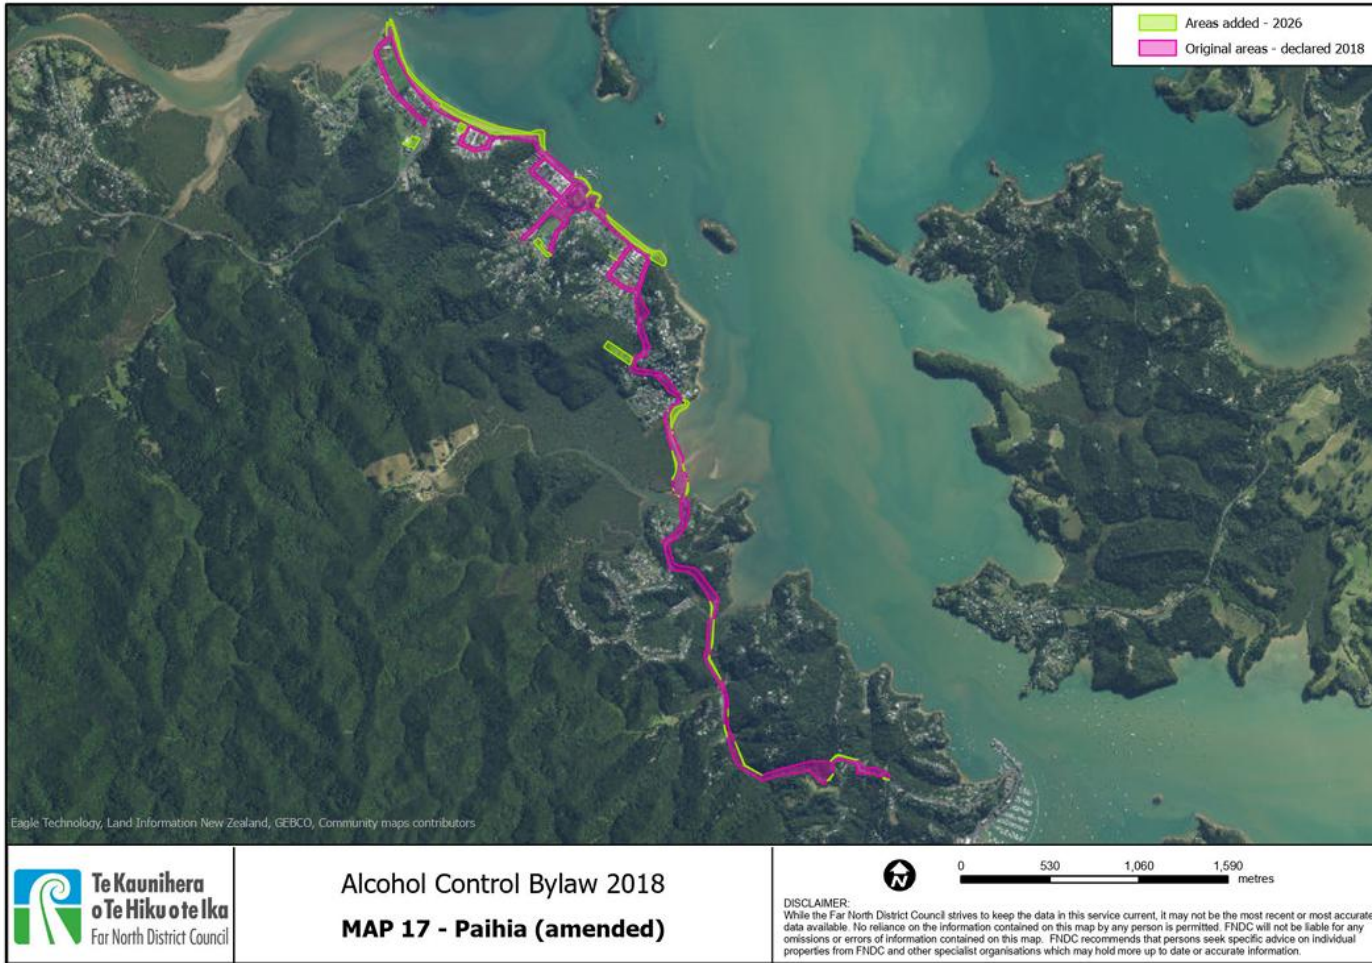 Areas added - 2026
Original areas - declared 2018
Eagle Technology, Land Information New Zealand, GEBCO, Community maps contributors
Te Kaunihera
o Te Hiku o te Ika
Far North District Council
Alcohol Control Bylaw 2018
MAP 17 - Paihia (amended)
N
0 530 1,060 1,590
metres
DISCLAIMER:
While the Far North District Council strives to keep the data in this service current, it may not be the most recent or most accurate
data available. No reliance on the information contained on this map by any person is permitted. FNDC will not be liable for any
omissions or errors of information contained on this map. FNDC recommends that persons seek specific advice on individual
properties from FNDC and other specialist organisations which may hold more up to date or accurate information.